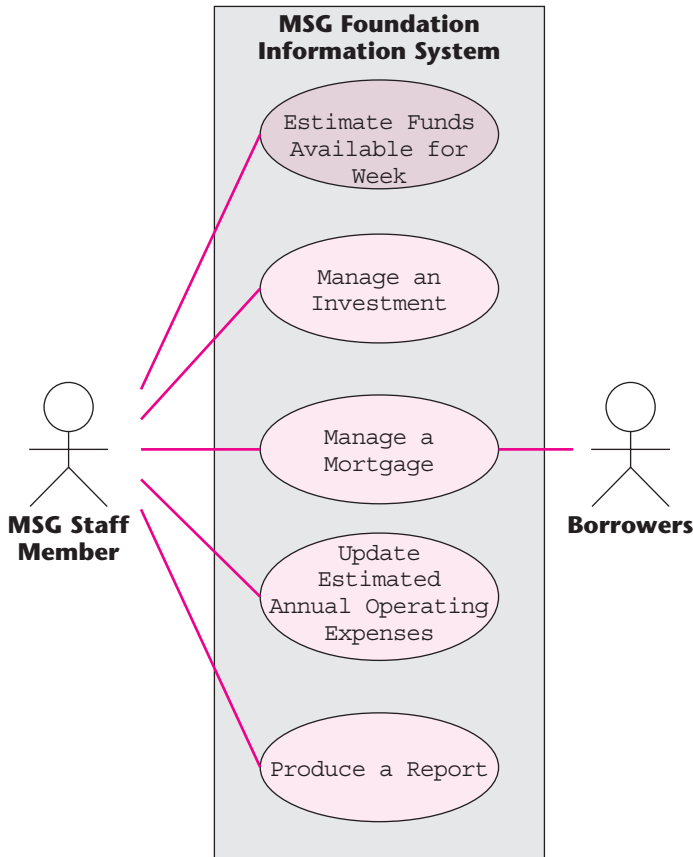 MSG Foundation
Information System
Estimate Funds
Available for
Week
Manage an
Investment
Manage a
Mortgage
MSG Staff
Member
Borrowers
Update
Estimated
Annual Operating
Expenses
Produce a Report